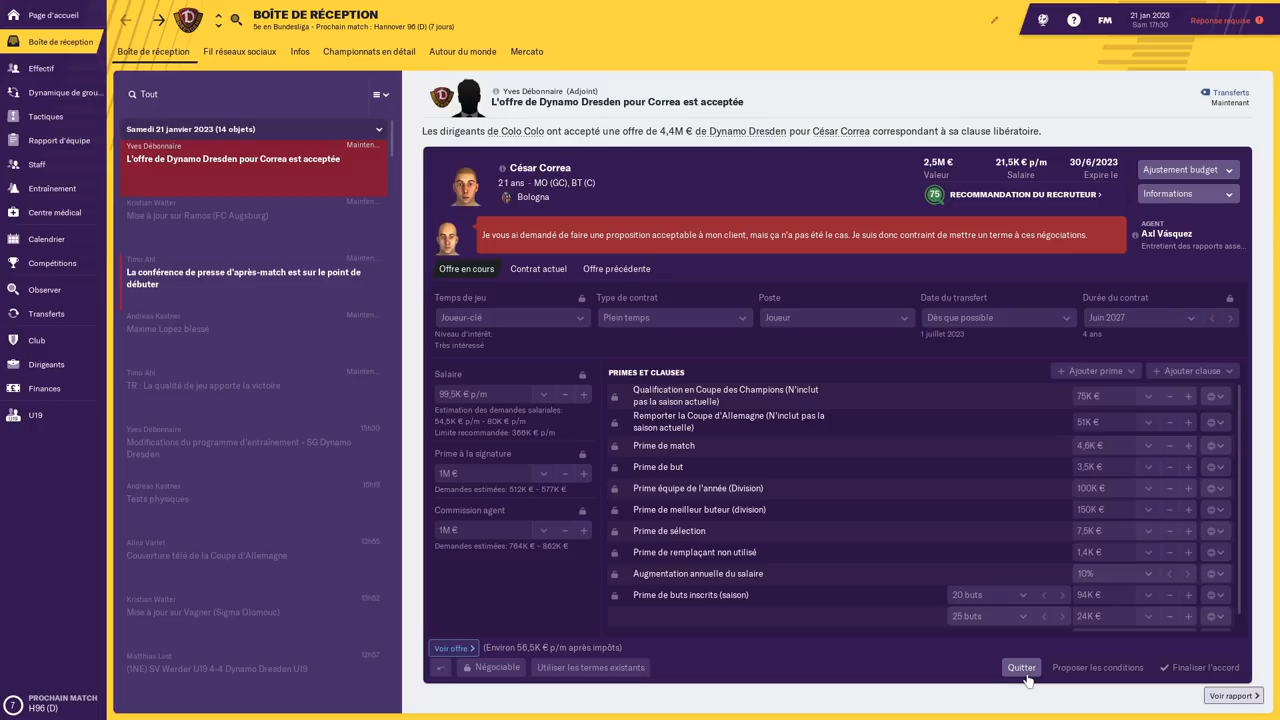 Page d'accueil
Boîte de réception
Effectif
Dynamique de grou...
Tactiques
Rapport d'équipe
Staff
Entraînement
Centre médical
Calendrier
Compétitions
Observer
Transferts
Club
Dirigeants
Finances
U19
7
PROCHAIN MATCH
H96 (D)
BOÎTE DE RÉCEPTION
5e en Bundesliga - Prochain match : Hannover 96 (D) (7 jours)
FM
21 jan 2023
Sam 17h30
Réponse requise
Boîte de réception
Fil réseaux sociaux
Infos
Championnats en détail
Autour du monde
Mercato
Tout
Samedi 21 janvier 2023 (14 objets)
Yves Débonnaire
Mainten...
L'offre de Dynamo Dresden pour Correa est acceptée
Kristian Walter
Mainten...
Mise à jour sur Ramos (FC Augsburg)
Timo Ahl
Mainten...
La conférence de presse d'après-match est sur le point de
débuter
Andreas Kastner
Mainten...
Maxime Lopez blessé
Timo Ahl
Mainten...
TR : La qualité de jeu apporte la victoire
Yves Débonnaire
15h30
Modifications du programme d'entraînement - SG Dynamo
Dresden
Andreas Kastner
15h19
Tests physiques
12h55
Couverture télé de la Coupe d'Allemagne
Kristian Walter
13h52
Mise à jour sur Vagner (Sigma Olomouc)
Matthias Lust
12h57
(1NE) SV Werder U19 4-4 Dynamo Dresden U19
Yves Débonnaire (Adjoint)
L'offre de Dynamo Dresden pour Correa est acceptée
Transferts
Maintenant
Les dirigeants de Colo Colo ont accepté une offre de 4,4M € de Dynamo Dresden pour César Correa correspondant à sa clause libératoire.
César Correa
21 ans - MO (GC), BT (C)
Bologna
2,5M €
Valeur
21,5K € p/m
Salaire
30/6/2023
Expire le
75
RECOMMANDATION DU RECRUTEUR >
Ajustement budget
Informations
Je vous ai demandé de faire une proposition acceptable à mon client, mais ça n'a pas été le cas. Je suis donc contraint de mettre un terme à ces négociations.
AGENT
Axl Vásquez
Entretient des rapports asse...
Offre en cours
Contrat actuel
Offre précédente
Temps de jeu
Type de contrat
Poste
Date du transfert
Durée du contrat
Joueur-clé
Plein temps
Joueur
Dès que possible
Juin 2027
Niveau d'intérêt:
Très intéressé
1 juillet 2023
4 ans
Salaire
99,5K € p/m
Estimation des demandes salariales:
54,5K € p/m - 80K € p/m
Limite recommandée: 366K € p/m
Prime à la signature
1M €
Demandes estimées: 512K € - 577K €
Commission agent
1M €
Demandes estimées: 764K € - 862K €
PRIMES ET CLAUSES
+ Ajouter prime
+ Ajouter clause
Qualification en Coupe des Champions (N'inclut
pas la saison actuelle)
75K €
Remporter la Coupe d'Allemagne (N'inclut pas la
saison actuelle)
51K €
Prime de match
4,6K €
Prime de but
3,5K €
Prime équipe de l'année (Division)
100K €
Prime de meilleur buteur (division)
150K €
Prime de sélection
7,5K €
Prime de remplaçant non utilisé
1,4K €
Augmentation annuelle du salaire
10%
Prime de buts inscrits (saison)
20 buts
94K €
25 buts
24K €
Voir offre >
(Environ 56,5K € p/m après impôts)
Négociable
Utiliser les termes existants
Quitter
Proposer les conditions
Finaliser l'accord
Voir rapport >